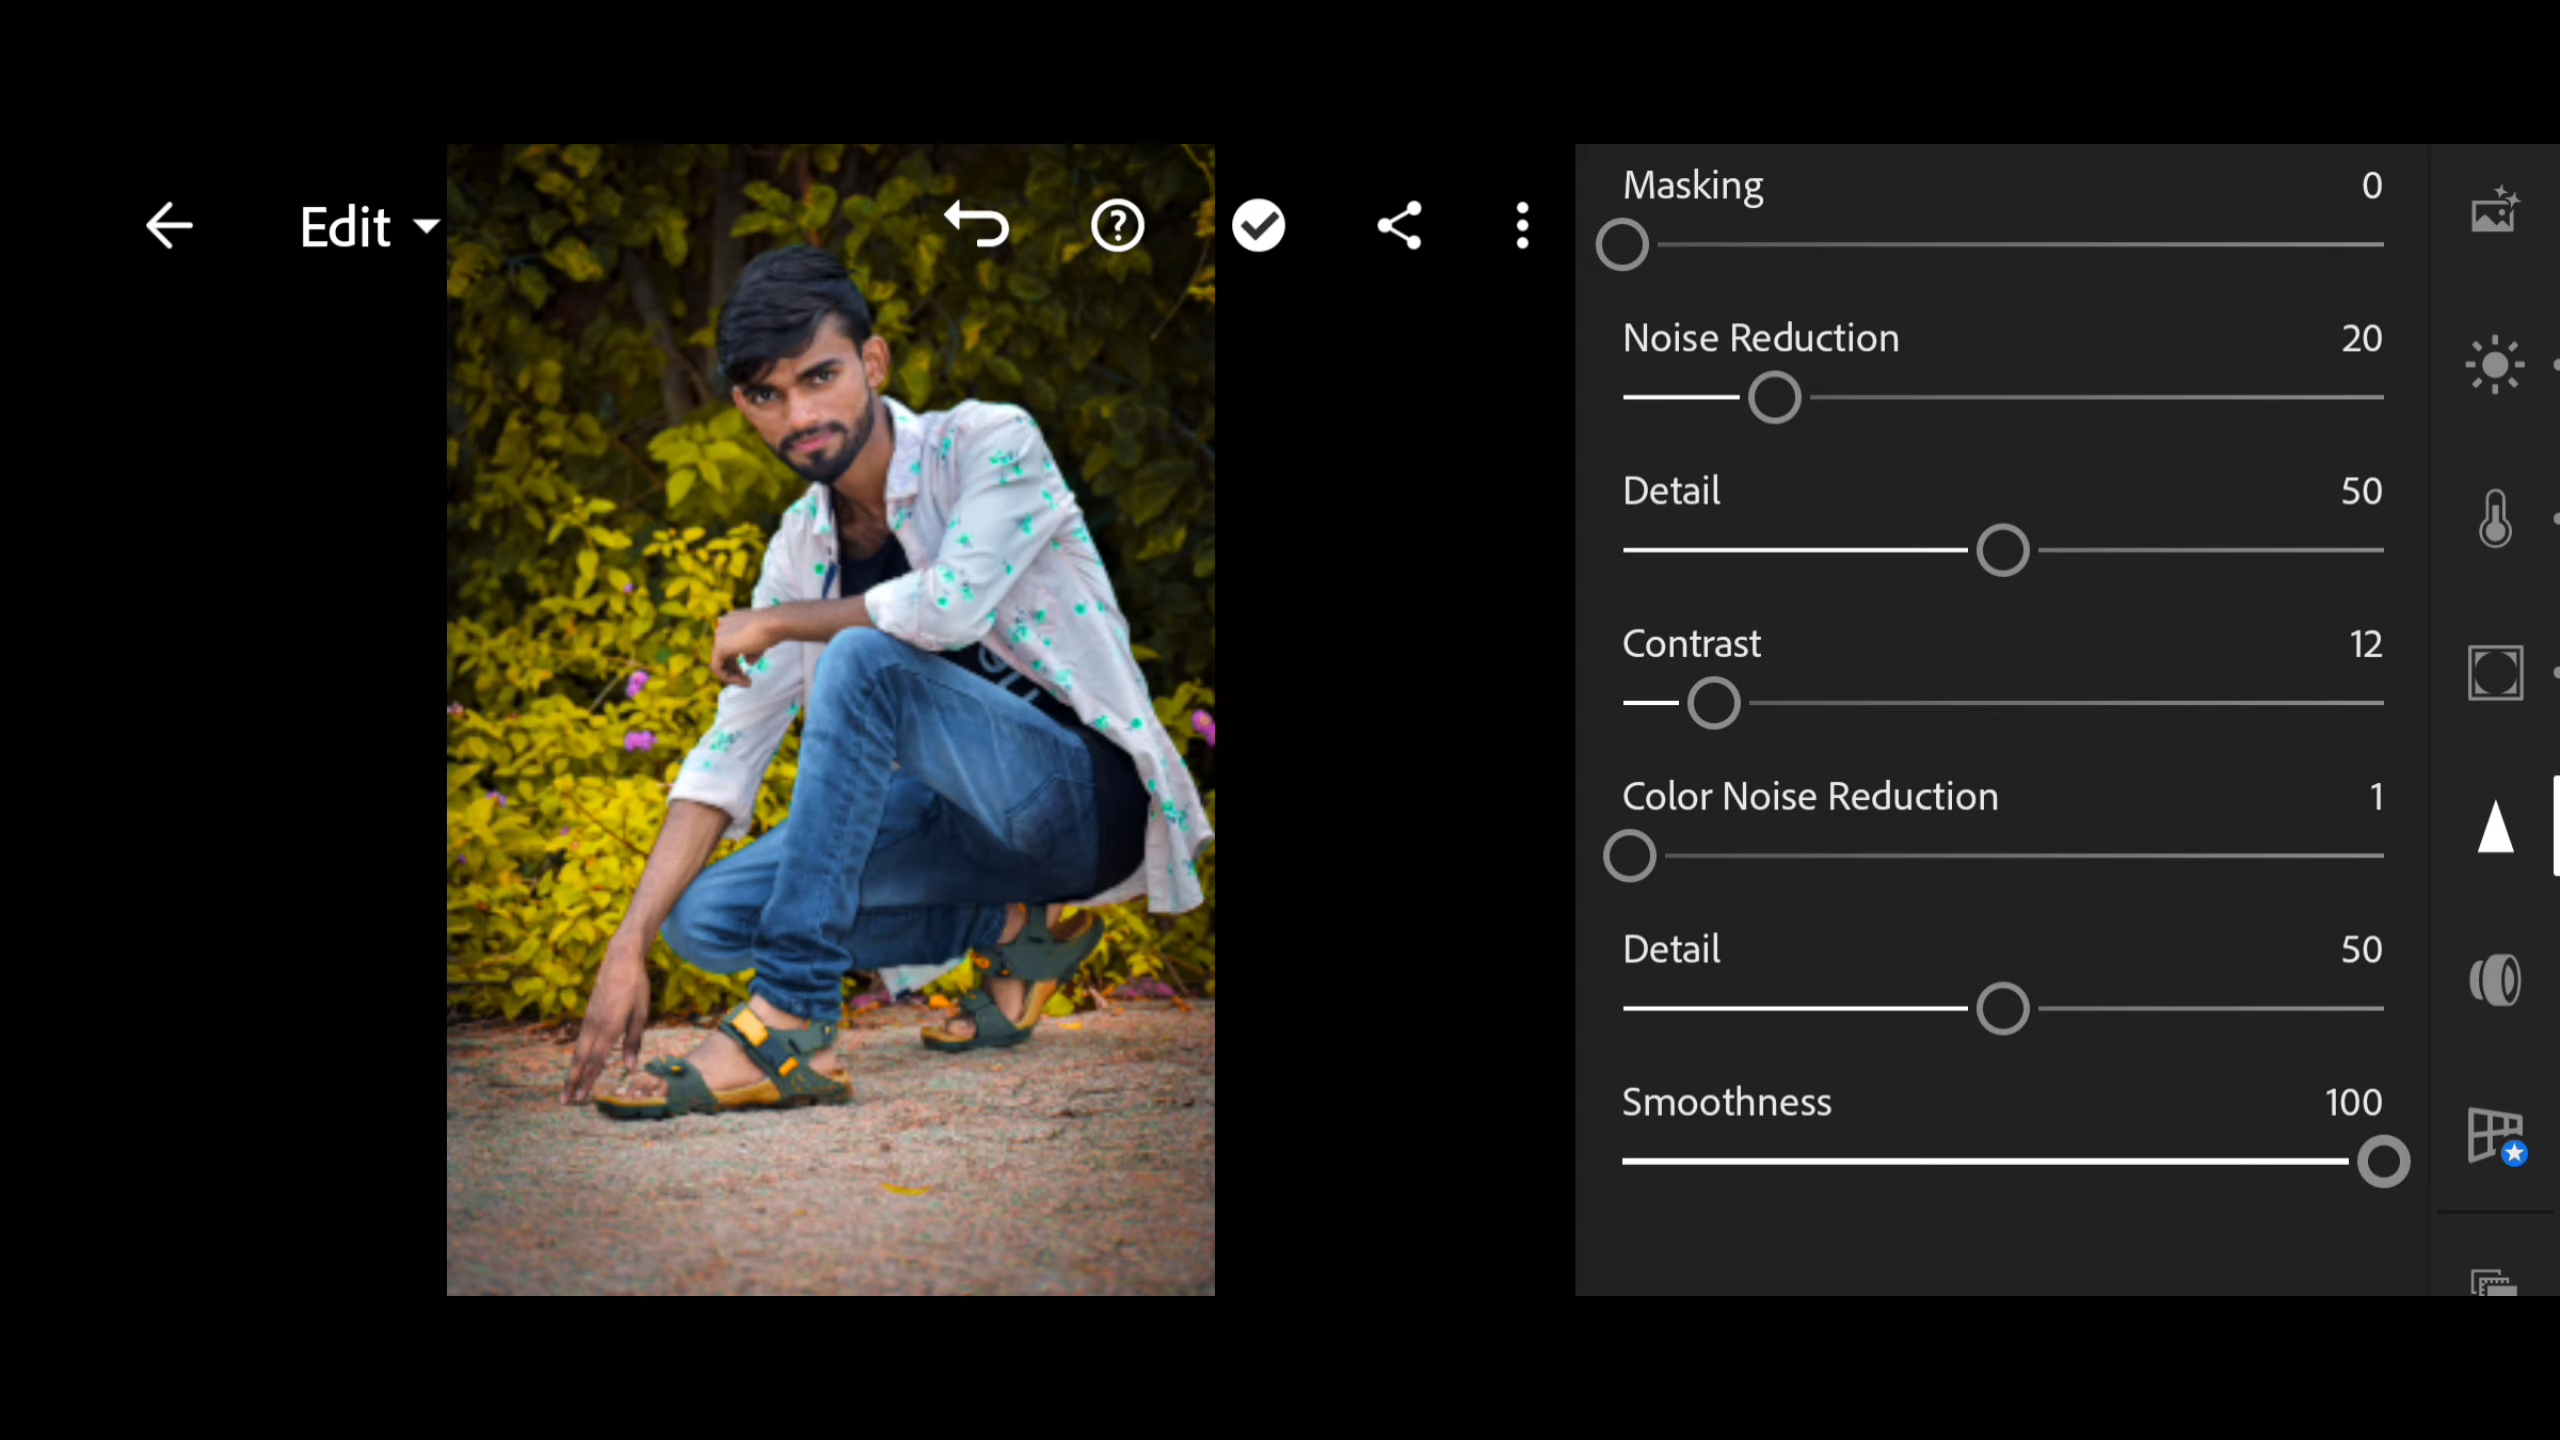 Edit
Masking 0
Noise Reduction 20
Detail 50
Contrast 12
Color Noise Reduction 1
Detail 50
Smoothness 100